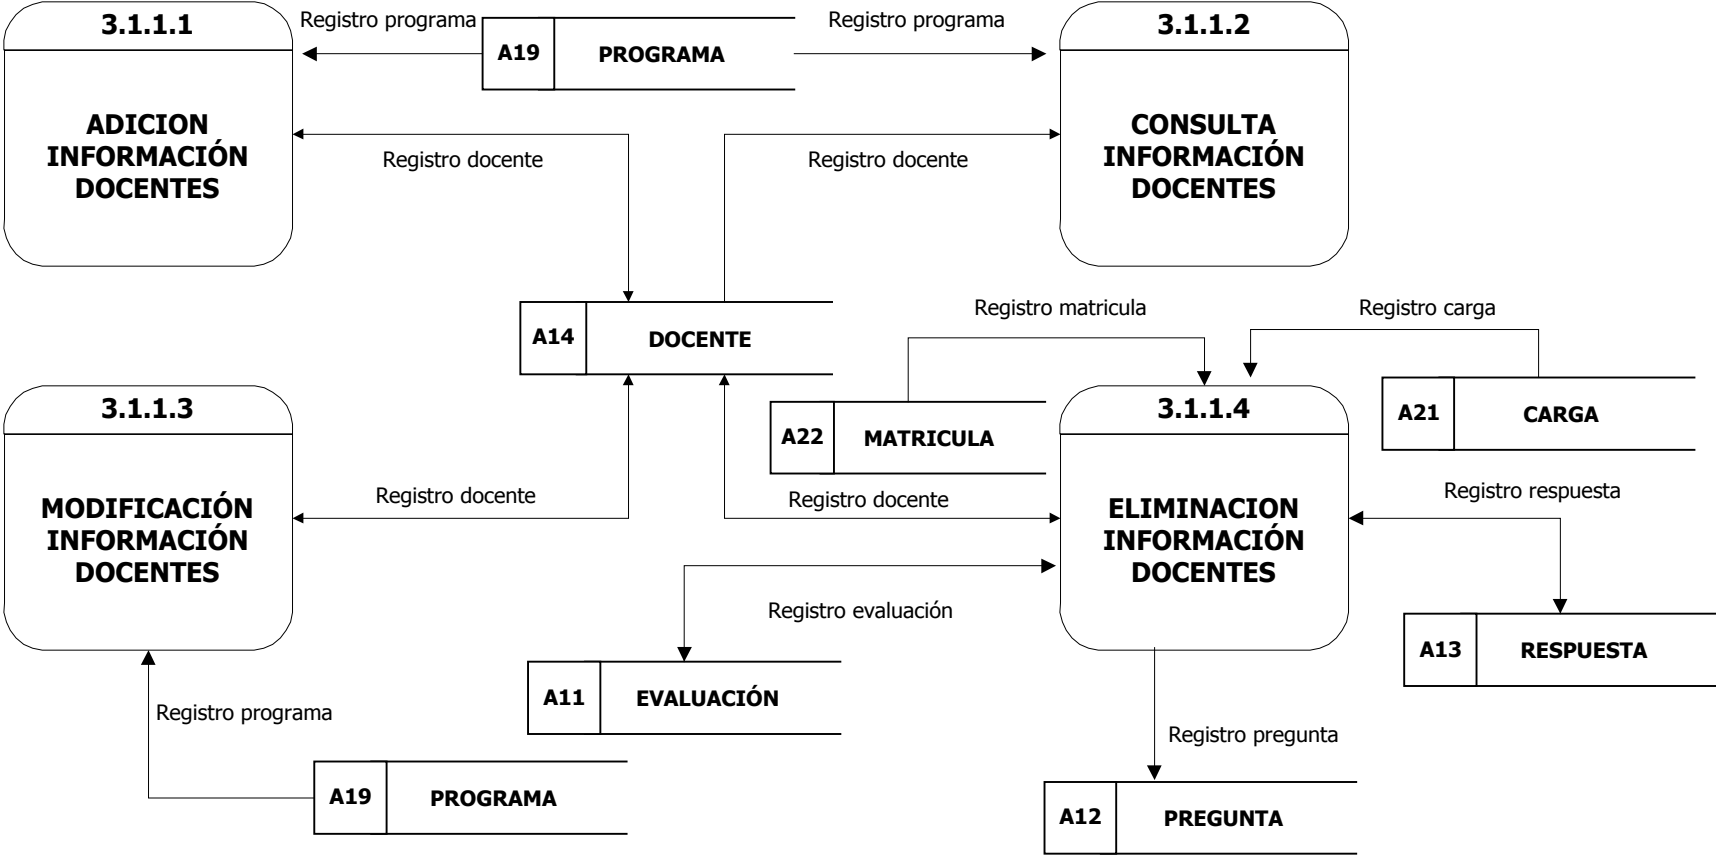 3.1.1.1
Registro programa
Registro programa
3.1.1.2
A19
PROGRAMA
ADICION
INFORMACIÓN
DOCENTES
CONSULTA
INFORMACIÓN
DOCENTES
Registro docente
Registro docente
Registro matricula
Registro carga
A14
DOCENTE
3.1.1.3
3.1.1.4
A21
CARGA
A22
MATRICULA
Registro docente
Registro docente
Registro respuesta
MODIFICACIÓN
INFORMACIÓN
DOCENTES
ELIMINACION
INFORMACIÓN
DOCENTES
Registro evaluación
A13
RESPUESTA
A11
EVALUACIÓN
Registro programa
Registro pregunta
A19
PROGRAMA
A12
PREGUNTA